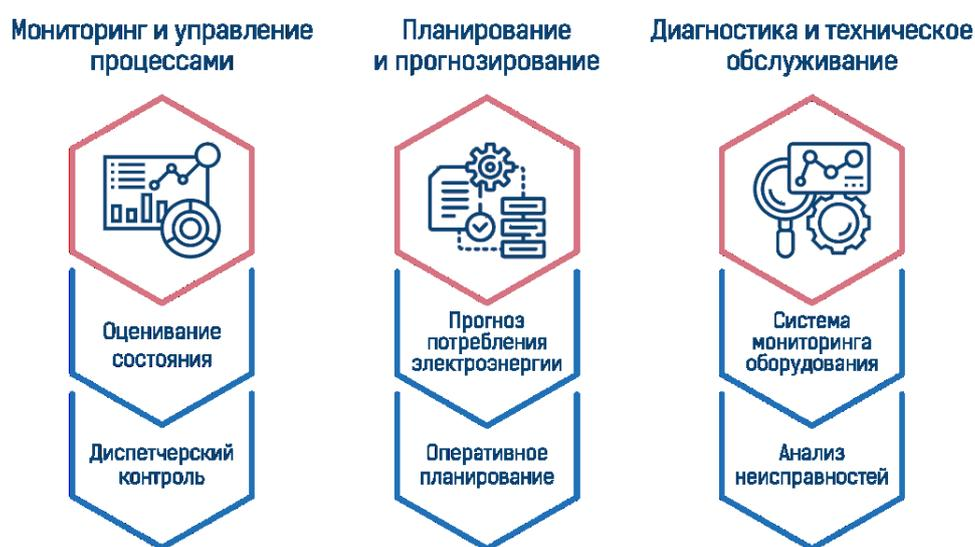 Мониторинг и управление
процессами
Планирование
и прогнозирование
Диагностика и техническое
обслуживание
Оценивание
состояния
Прогноз
потребления
электроэнергии
Система
мониторинга
оборудования
Диспетчерский
контроль
Оперативное
планирование
Анализ
неисправностей